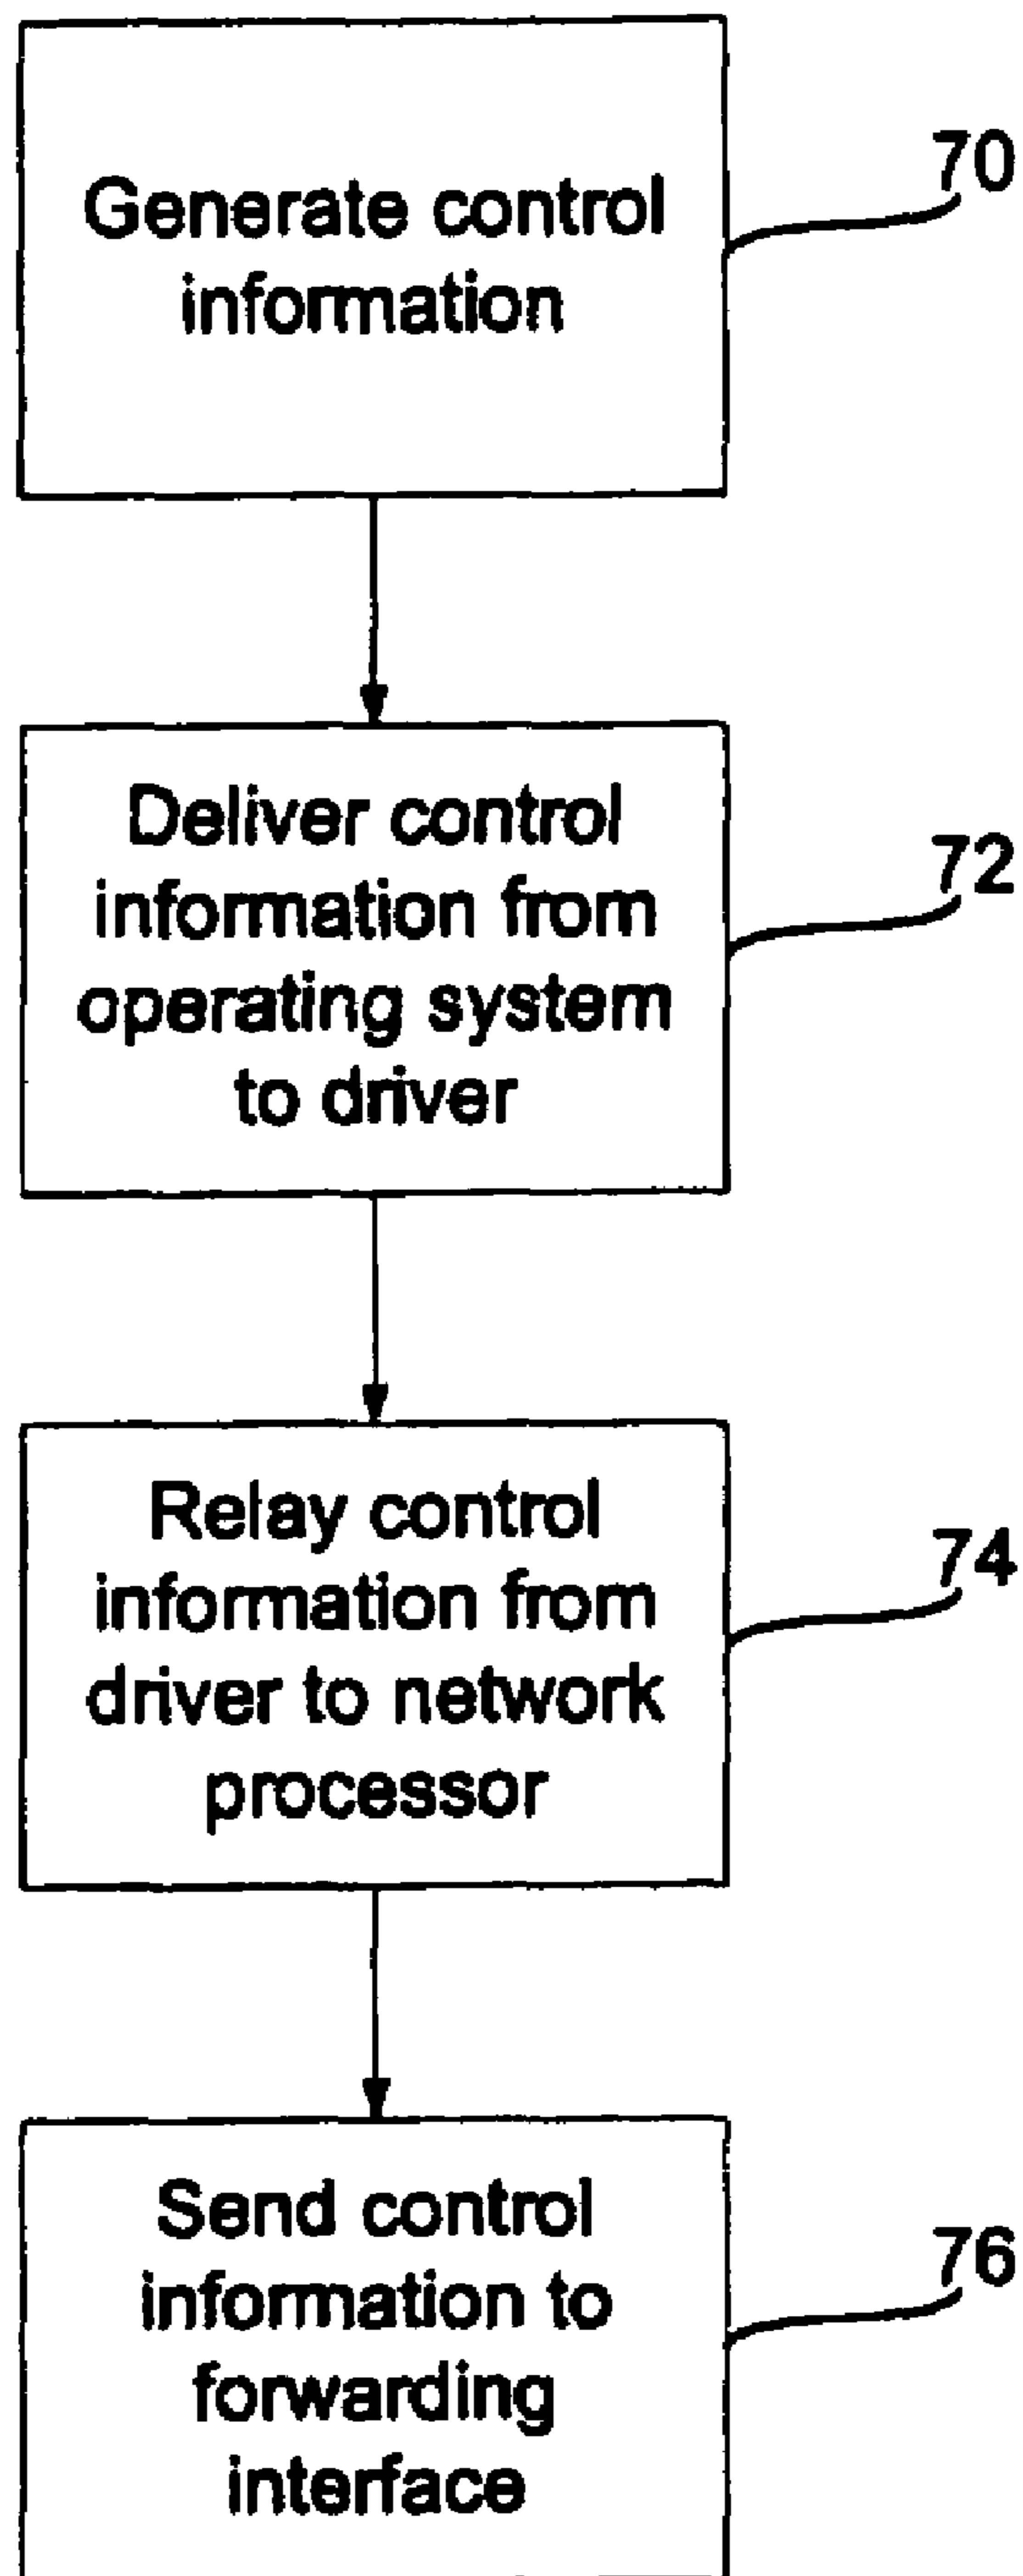 Generate control
information
70
Deliver control
information from
operating system
to driver
72
Relay control
information from
driver to network
processor
74
Send control
information to
forwarding
interface
76